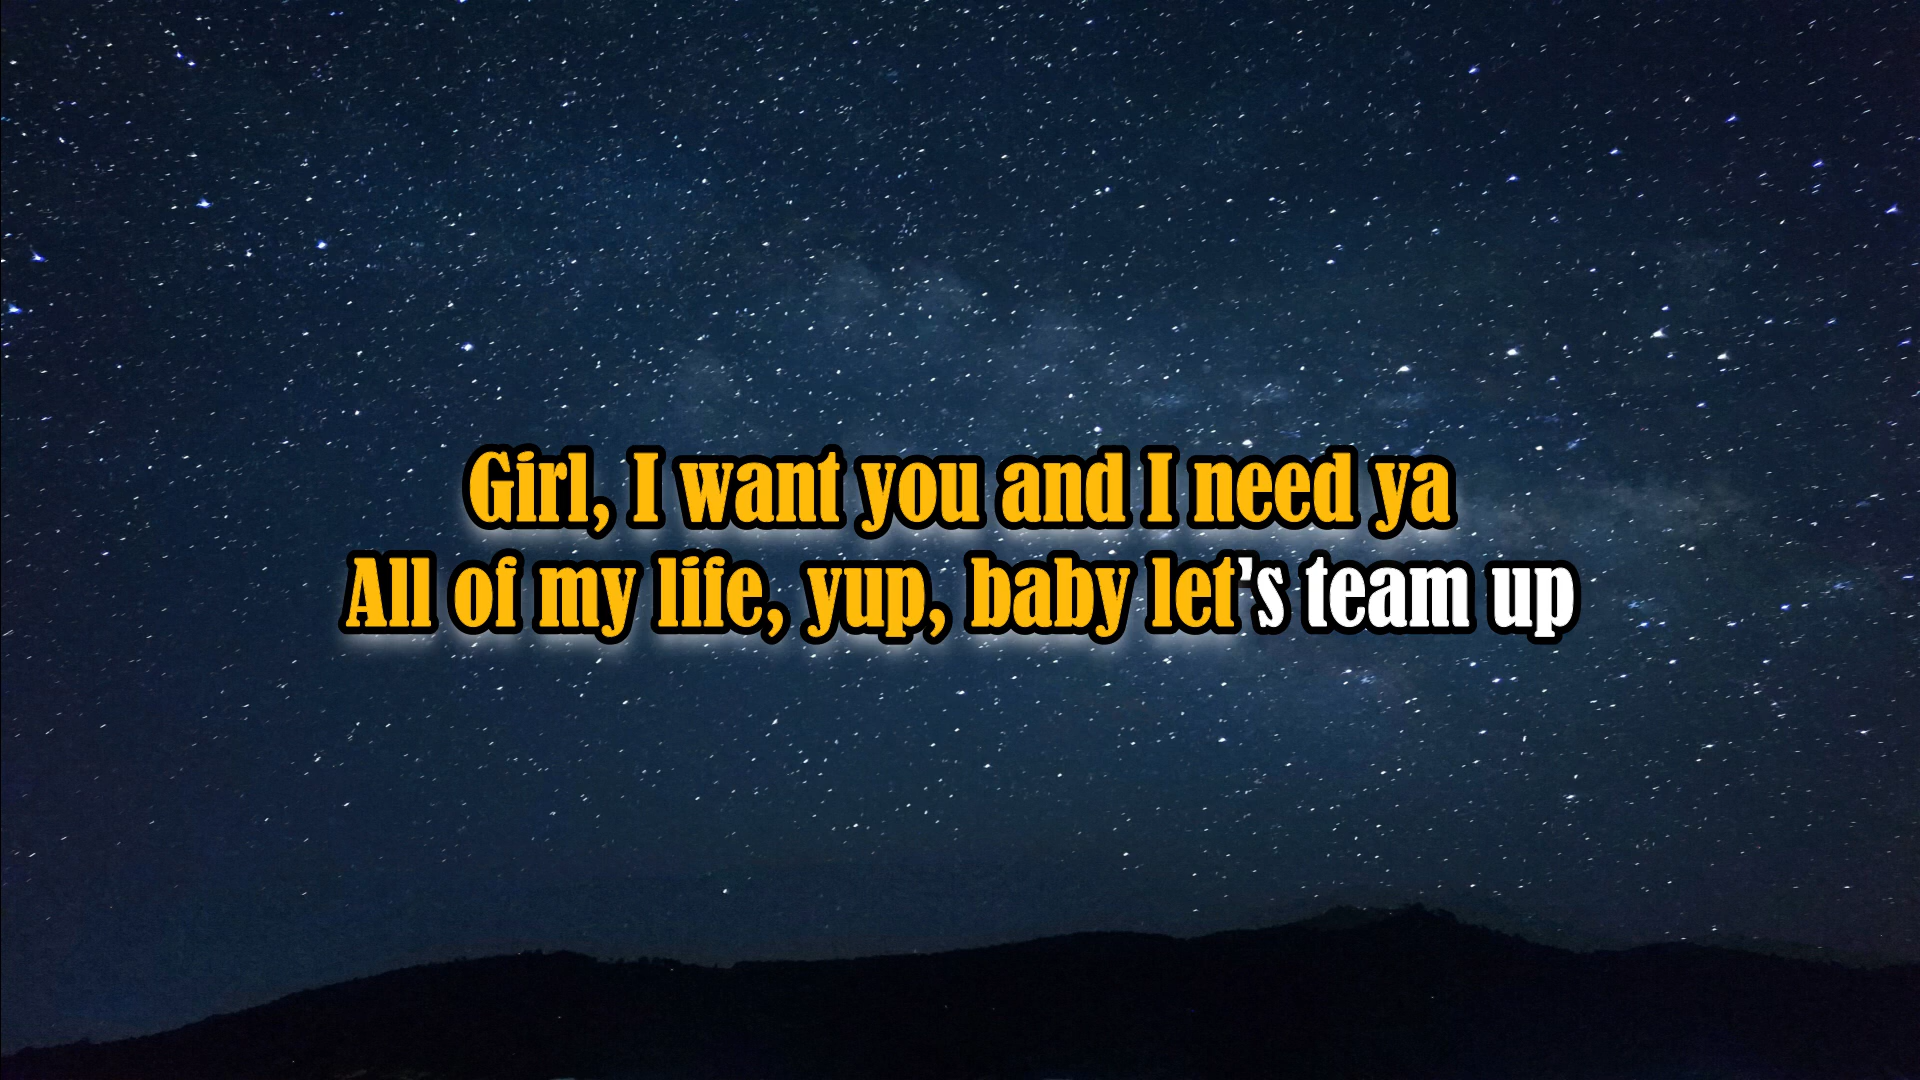 Girl, I want you and I need ya
All of my life, yup, baby let's team up